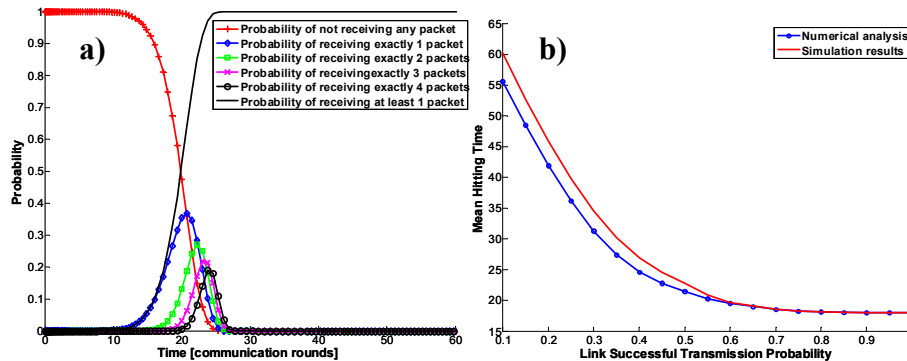 a)
Probability of not receiving any packet
Probability of receiving exactly 1 packet
Probability of receiving exactly 2 packets
Probability of receivingexactly 3 packets
Probability of receiving exactly 4 packets
Probability of receiving at least 1 packet
1
0.9
0.8
0.7
0.6
0.5
0.4
0.3
0.2
0.1
0
Probability
0 10 20 30 40 50 60
Time [communication rounds]
b)
Numerical analysis
Simulation results
65
60
55
50
45
40
35
30
25
20
15
Mean Hitting Time
0.1 0.2 0.3 0.4 0.5 0.6 0.7 0.8 0.9
Link Successful Transmission Probability